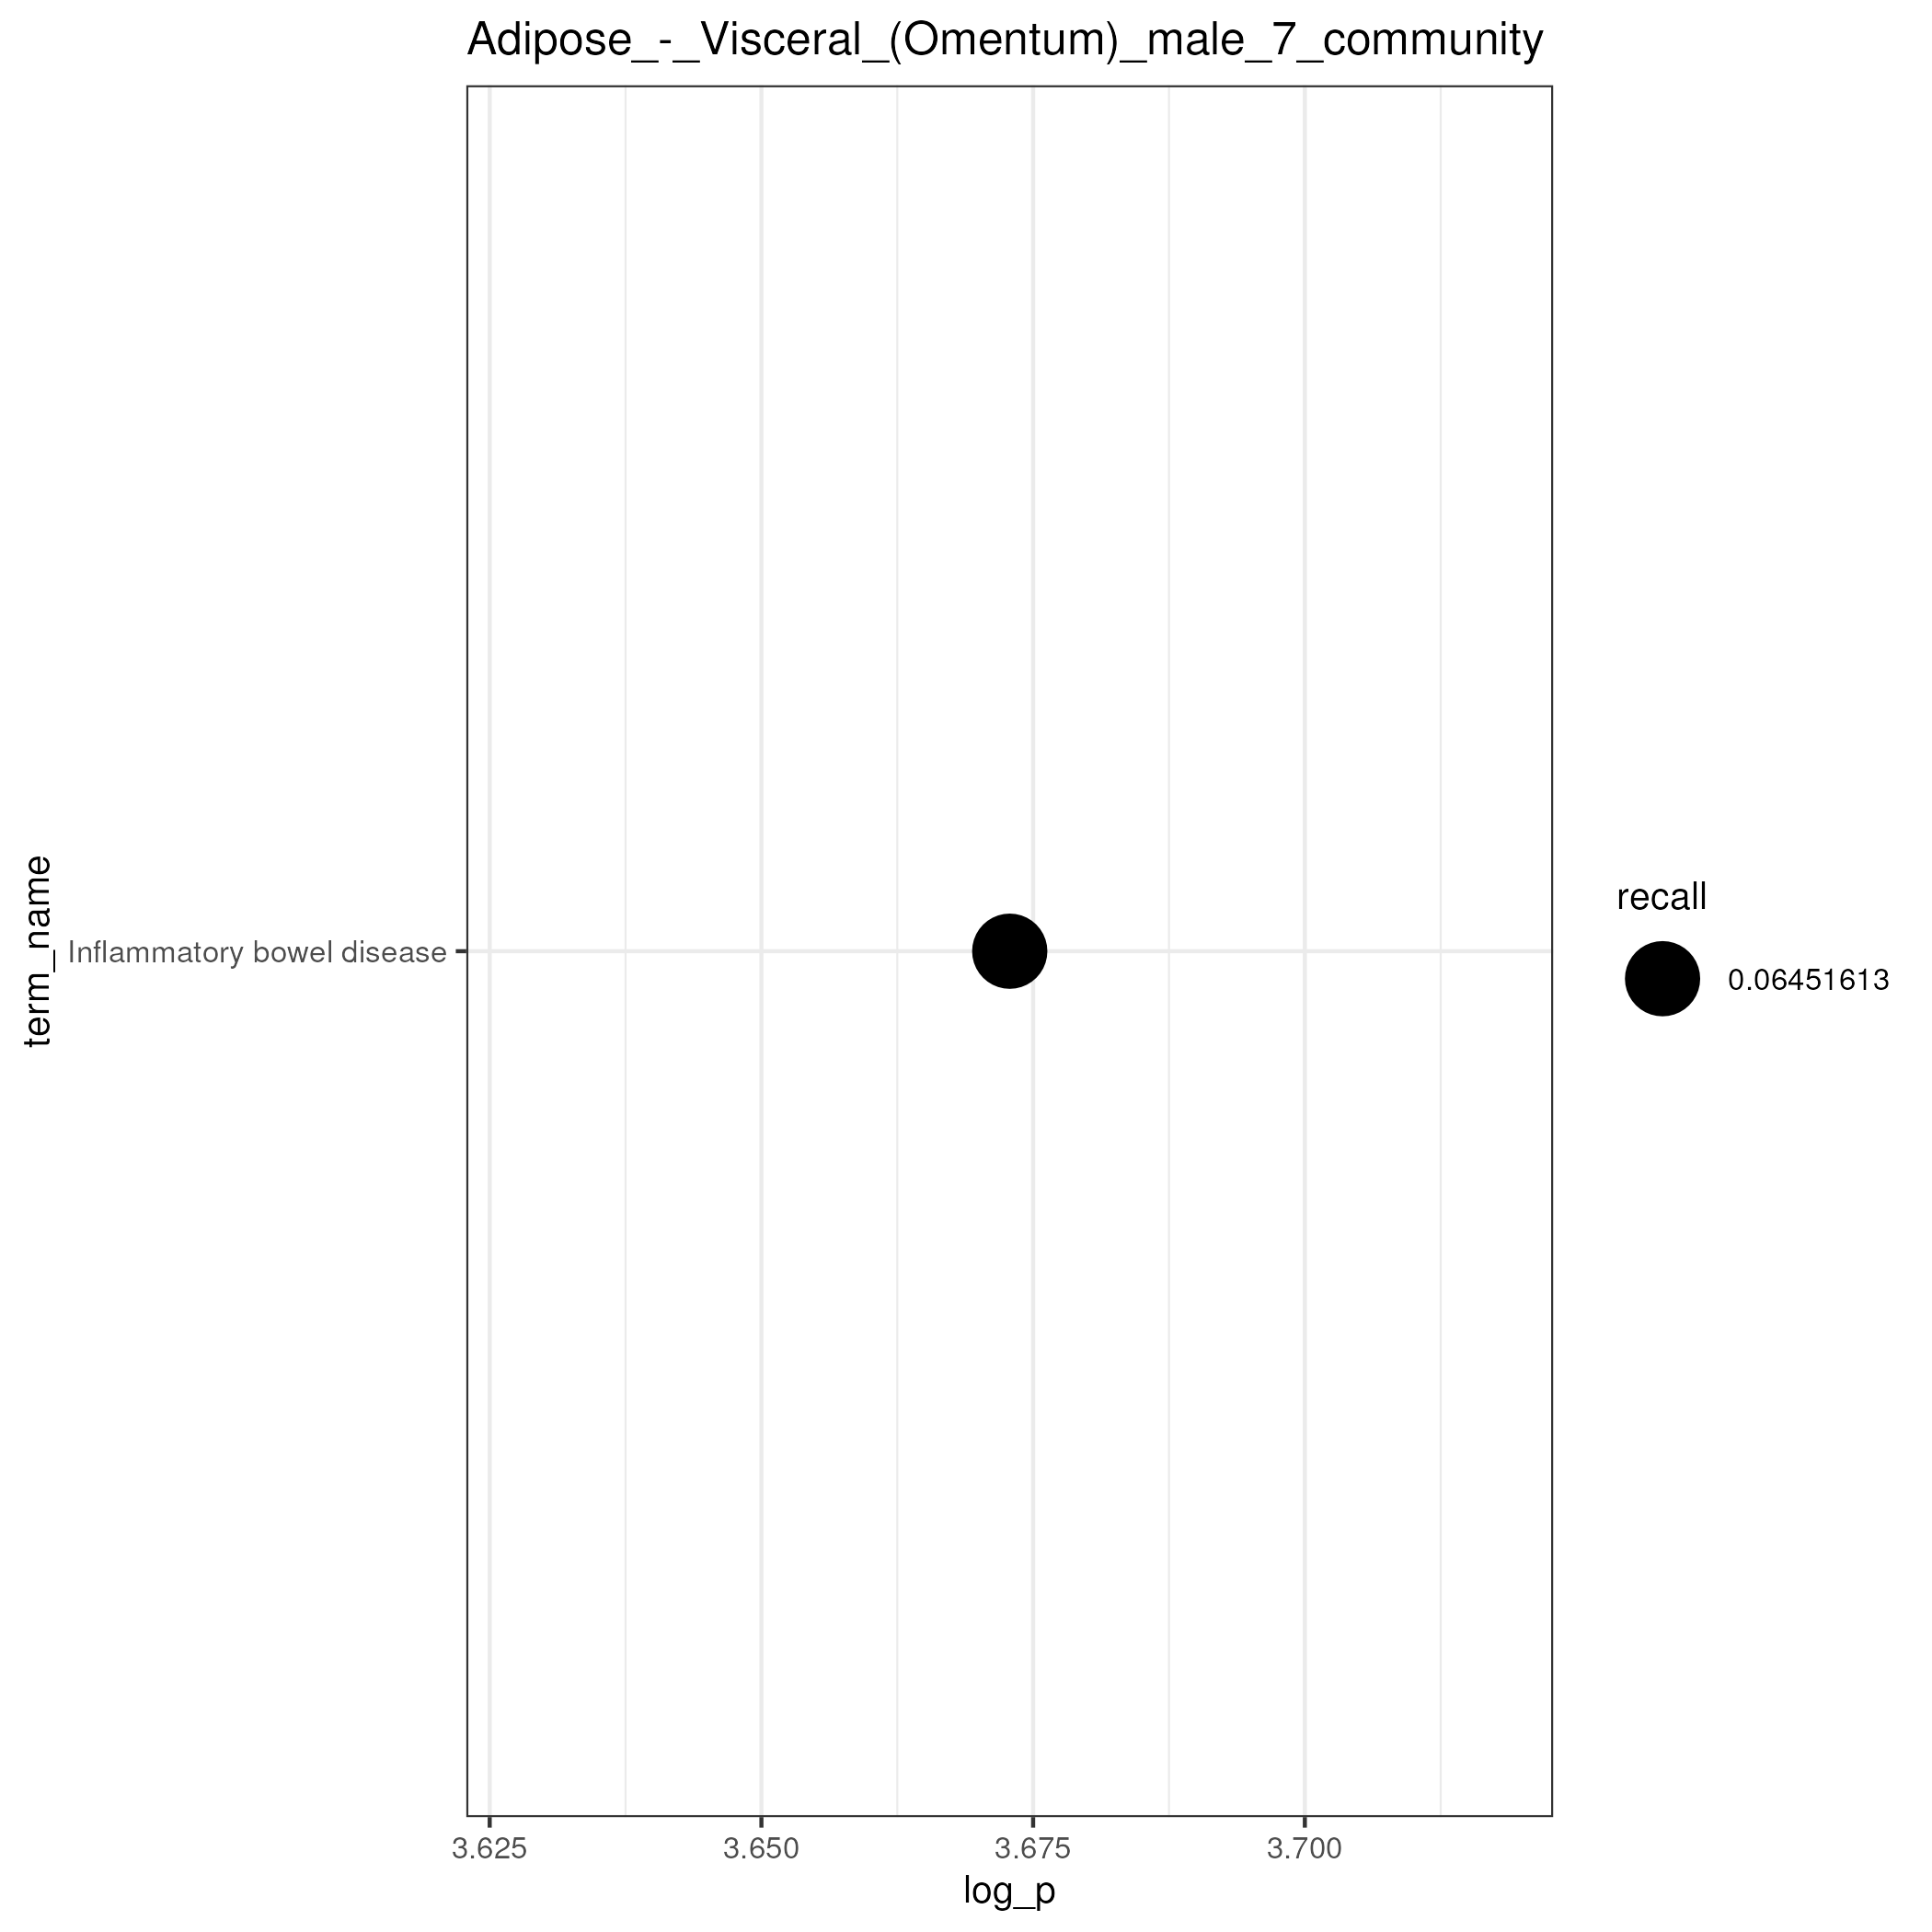 Adipose_-_Visceral_(Omentum)_male_7_community
term_name
Inflammatory bowel disease
recall
0.06451613
3.625 3.650 3.675 3.700
log_p